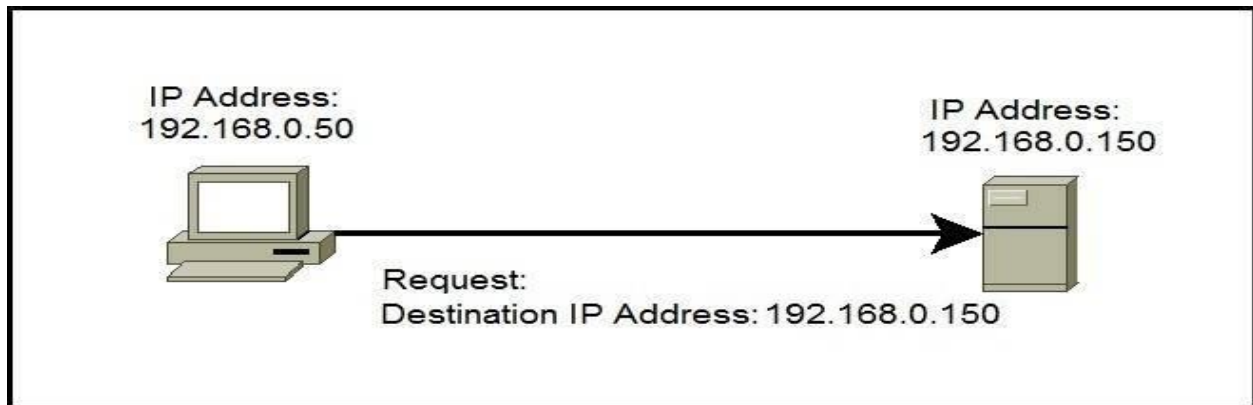 IP Address:
192.168.0.50
IP Address:
192.168.0.150
Request:
Destination IP Address: 192.168.0.150